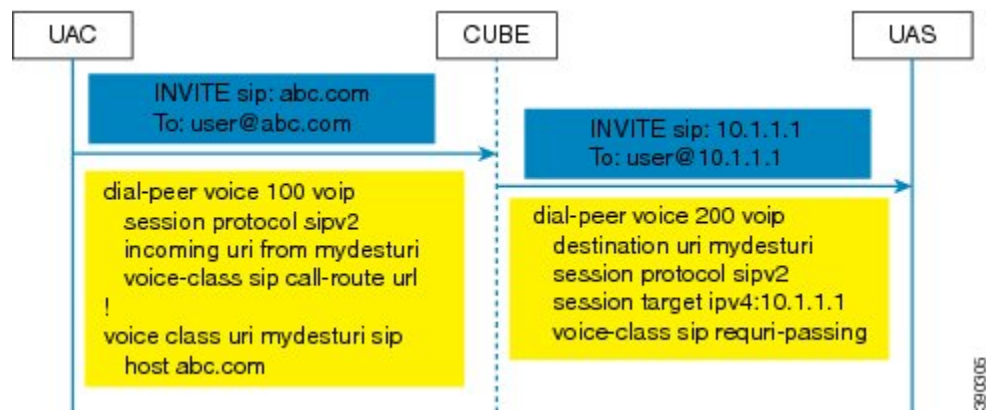 UAC
CUBE
UAS
INVITE sip: abc.com
To: user@abc.com
INVITE sip: 10.1.1.1
To: user@10.1.1.1
dial-peer voice 100 voip
session protocol sipv2
incoming uri from mydesturi
voice-class sip call-route url
!
voice class uri mydesturi sip
host abc.com
dial-peer voice 200 voip
destination uri mydesturi
session protocol sipv2
session target ipv4:10.1.1.1
voice-class sip requri-passing
390305